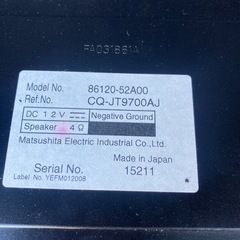 FA031861A
Model No. 86120-52A00
Ref.No. CQ-JT9700AJ
DC 12V Negative Ground
Speaker 4Ω
Matsushita Electric Industrial Co.,Ltd.
Made in Japan
Serial No. 15211
Label No. YEFM012008